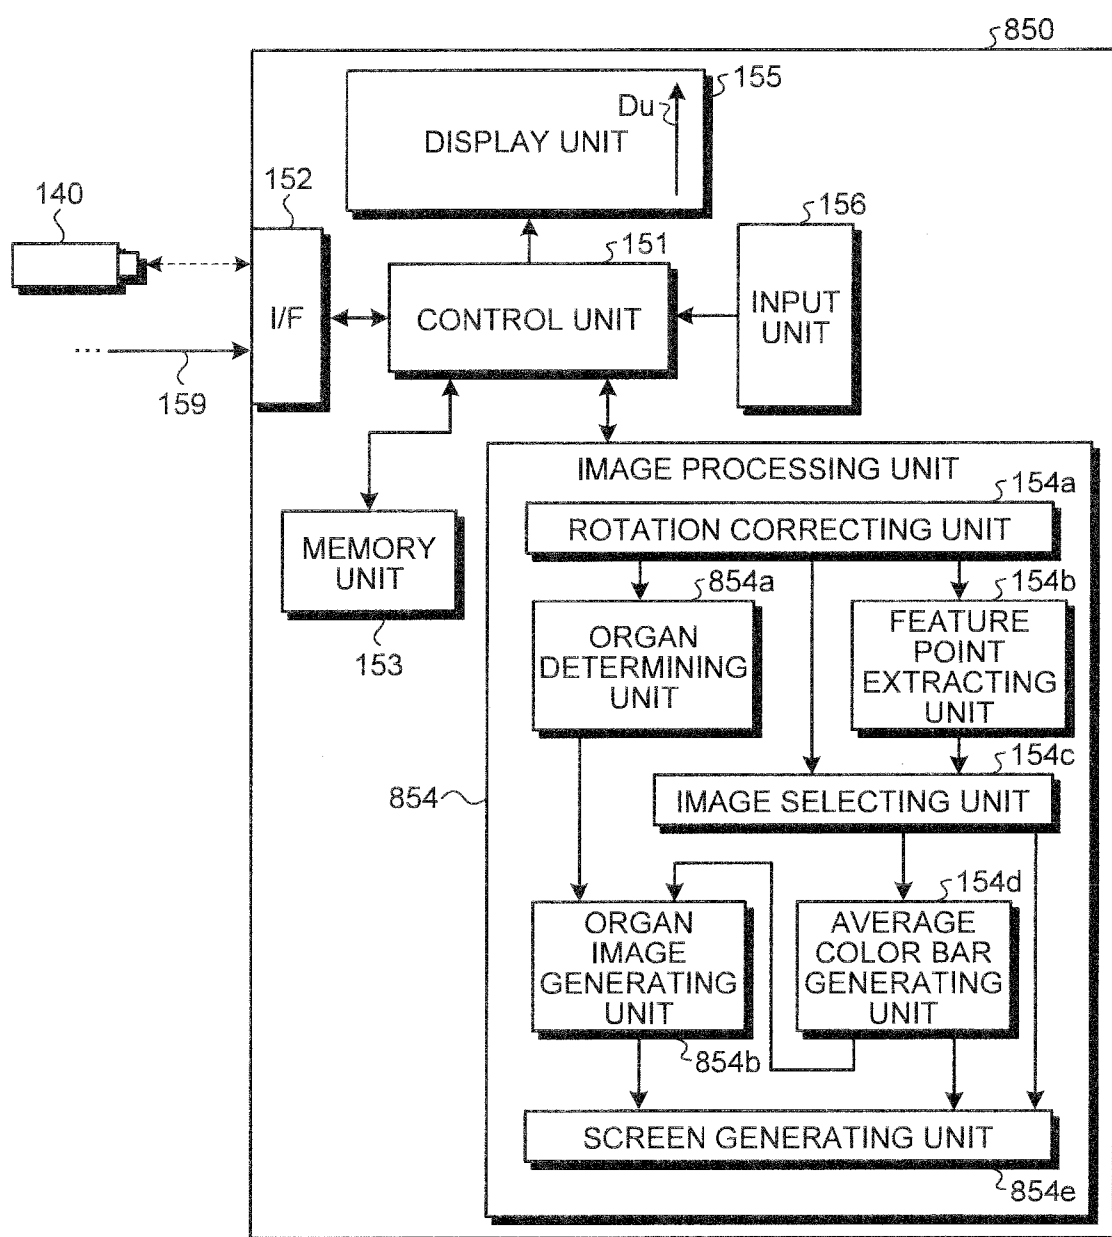 850
155
Du
DISPLAY UNIT
152
140
156
151
I/F
CONTROL UNIT
INPUT
UNIT
...
159
IMAGE PROCESSING UNIT
154a
ROTATION CORRECTING UNIT
MEMORY
UNIT
153
854a
154b
ORGAN
DETERMINING
UNIT
FEATURE
POINT
EXTRACTING
UNIT
154c
854
IMAGE SELECTING UNIT
154d
ORGAN
IMAGE
GENERATING
UNIT
AVERAGE
COLOR BAR
GENERATING
UNIT
854b
SCREEN GENERATING UNIT
854e